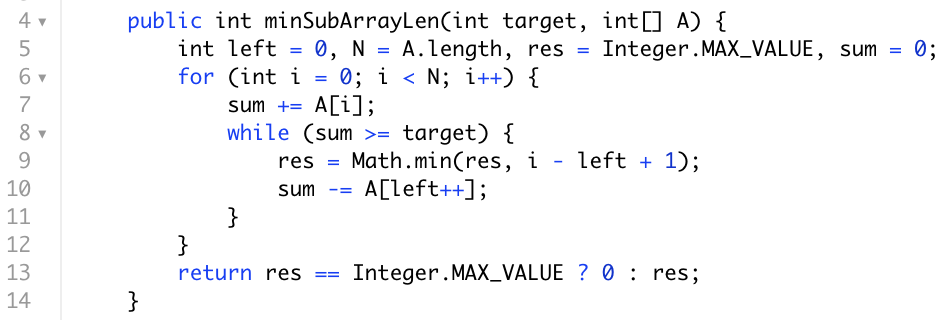 4 public int minSubArrayLen(int target, int[] A) {
5 int left = 0, N = A.length, res = Integer.MAX_VALUE, sum = 0;
6 for (int i = 0; i < N; i++) {
7 sum += A[i];
8 while (sum >= target) {
9 res = Math.min(res, i - left + 1);
10 sum -= A[left++];
11 }
12 }
13 return res == Integer.MAX_VALUE ? 0 : res;
14 }